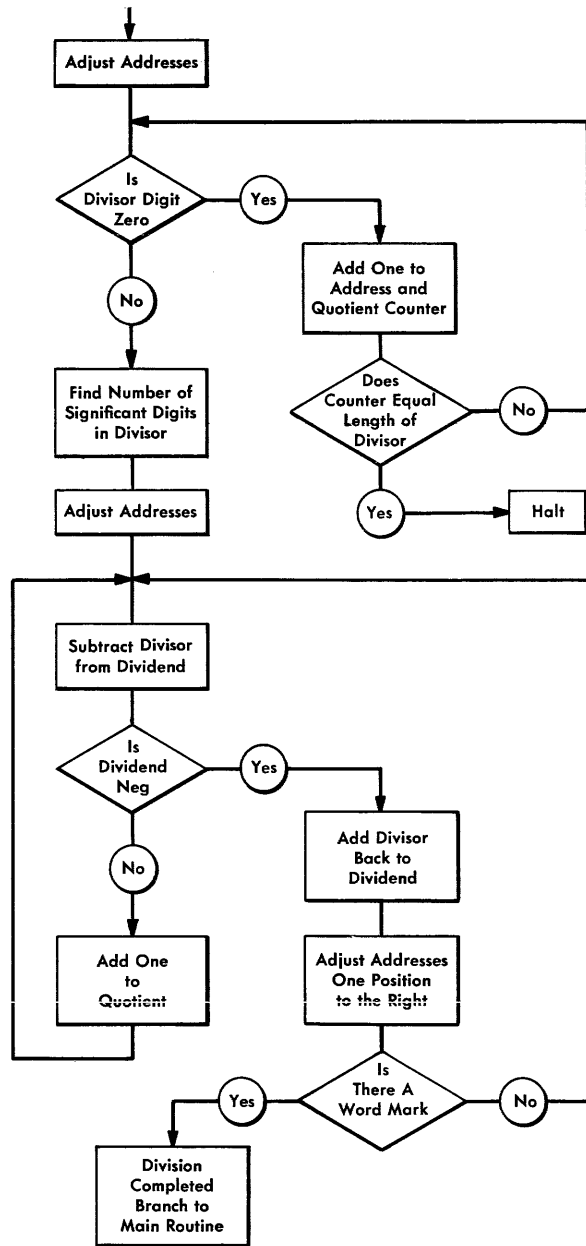 Adjust Addresses
Is
Divisor Digit
Zero
Yes
No
Add One to
Address and
Quotient Counter
Find Number of
Significant Digits
in Divisor
Does
Counter Equal
Length of
Divisor
No
Yes
Halt
Adjust Addresses
Subtract Divisor
from Dividend
Is
Dividend
Neg
Yes
No
Add Divisor
Back to
Dividend
Add One
to
Quotient
Adjust Addresses
One Position
to the Right
Is
There A
Word Mark
Yes
No
Division
Completed
Branch to
Main Routine